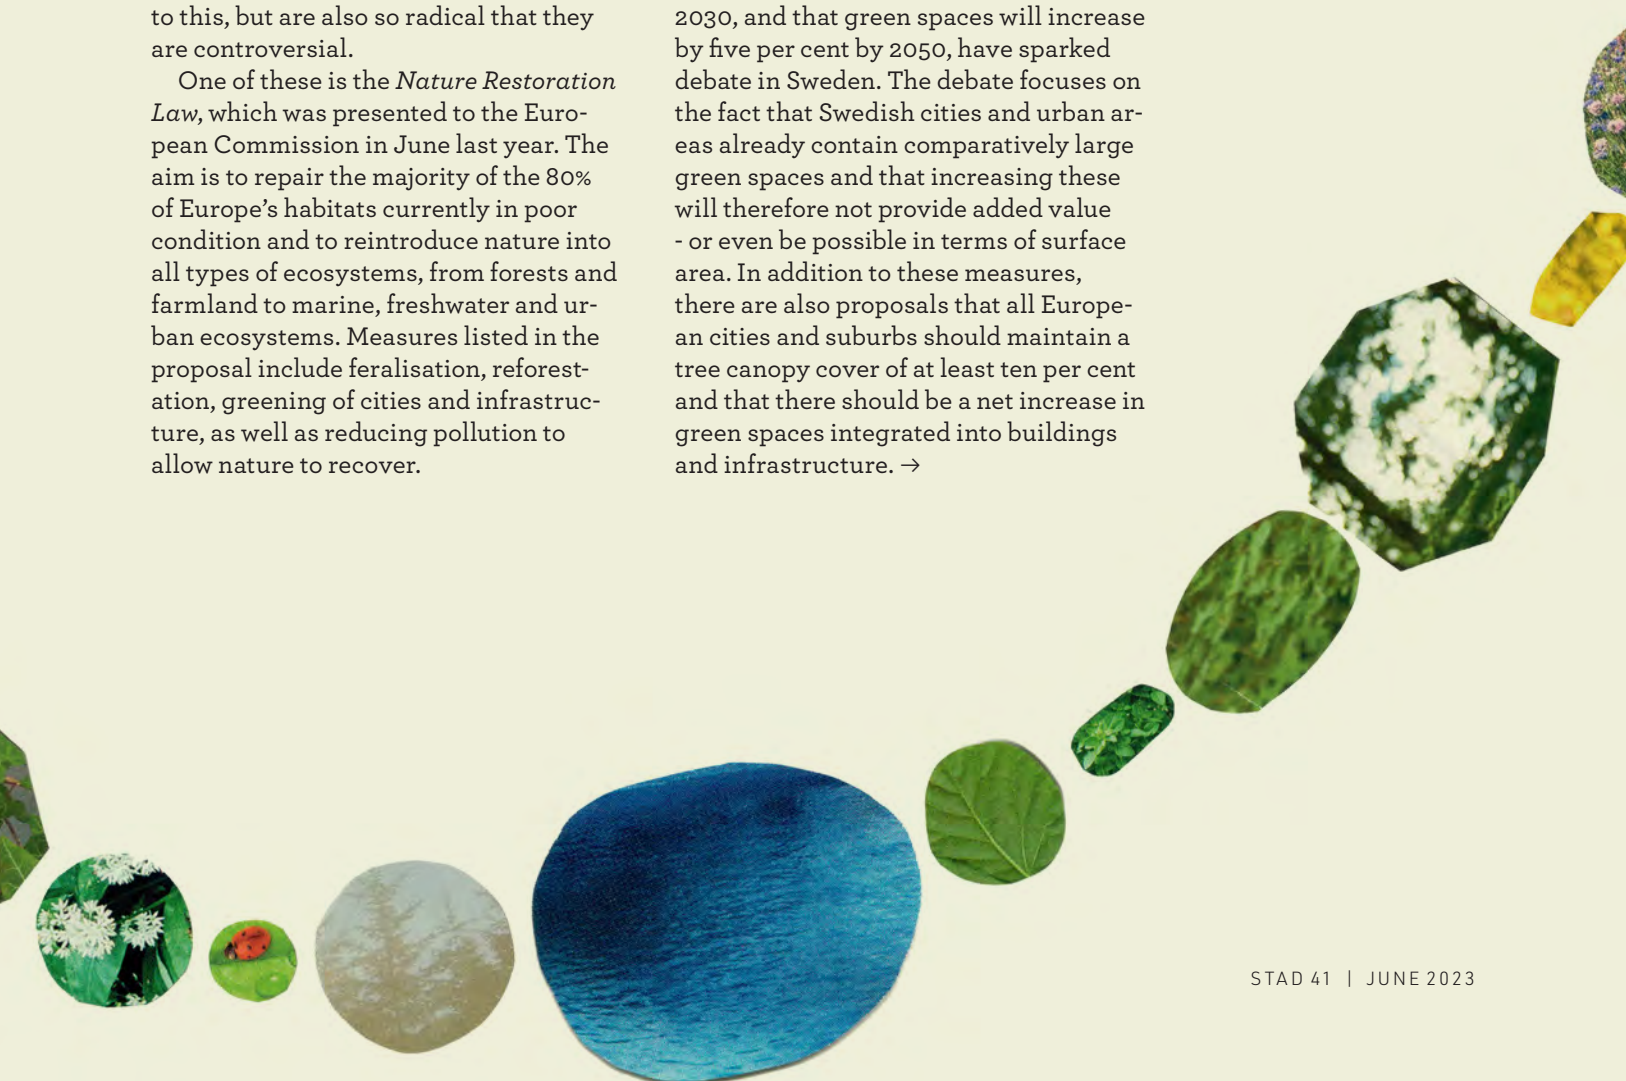 to this, but are also so radical that they
are controversial.
One of these is the Nature Restoration
Law, which was presented to the Euro-
pean Commission in June last year. The
aim is to repair the majority of the 80%
of Europe's habitats currently in poor
condition and to reintroduce nature into
all types of ecosystems, from forests and
farmland to marine, freshwater and ur-
ban ecosystems. Measures listed in the
proposal include feralisation, reforest-
ation, greening of cities and infrastruc-
ture, as well as reducing pollution to
allow nature to recover.
2030, and that green spaces will increase
by five per cent by 2050, have sparked
debate in Sweden. The debate focuses on
the fact that Swedish cities and urban ar-
eas already contain comparatively large
green spaces and that increasing these
will therefore not provide added value
- or even be possible in terms of surface
area. In addition to these measures,
there are also proposals that all Europe-
an cities and suburbs should maintain a
tree canopy cover of at least ten per cent
and that there should be a net increase in
green spaces integrated into buildings
and infrastructure. →
STAD 41 | JUNE 2023